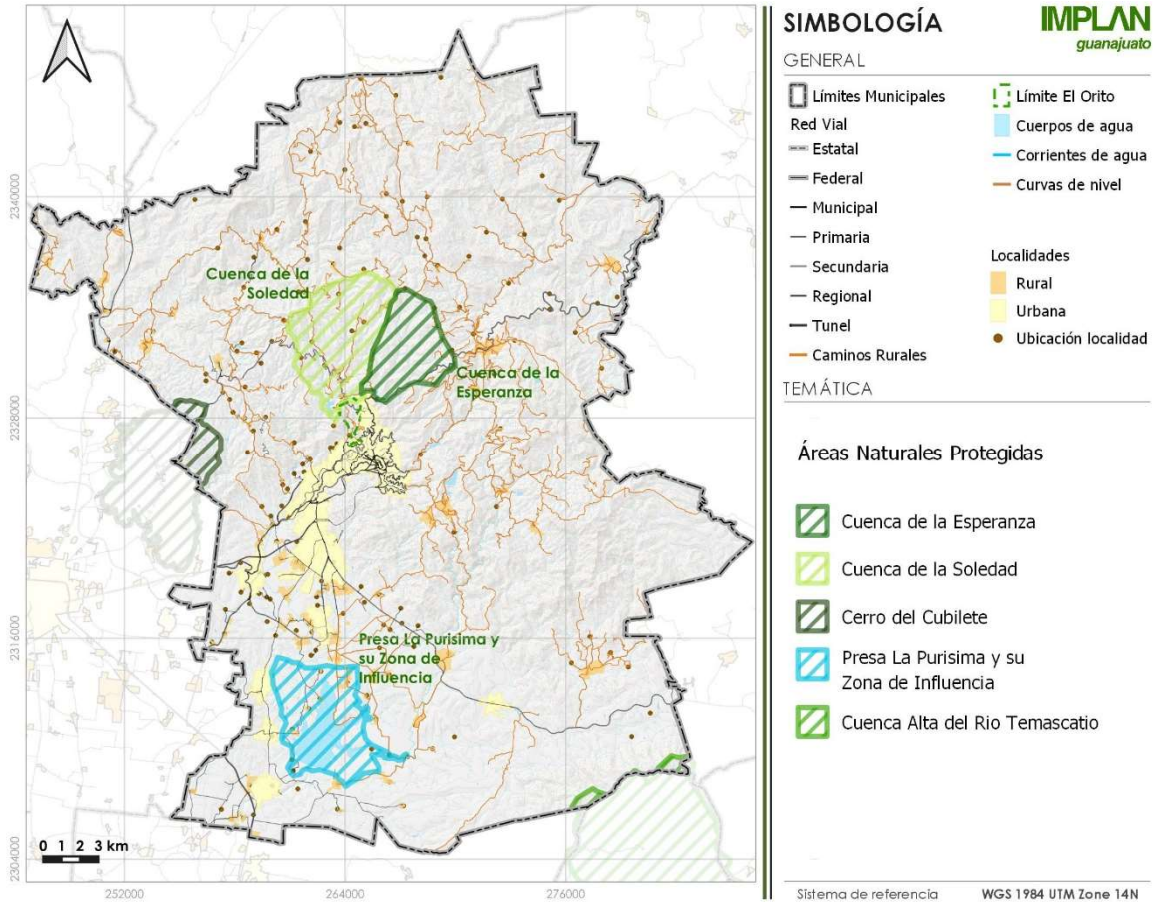 2340000
2328000
2316000
2304000
252000
264000
276000
0 1 2 3 km
Cuenca de la
Soledad
Cuenca de la
Esperanza
Presa La Purisima y
su Zona de
Influencia
SIMBOLOGÍA
IMPLAN
guanajuato
GENERAL
Límites Municipales
Red Vial
Estatal
Federal
Municipal
Primaria
Secundaria
Regional
Tunel
Caminos Rurales
Límite El Orito
Cuerpos de agua
Corrientes de agua
Curvas de nivel
Localidades
Rural
Urbana
Ubicación localidad
TEMÁTICA
Áreas Naturales Protegidas
Cuenca de la Esperanza
Cuenca de la Soledad
Cerro del Cubilete
Presa La Purisima y su
Zona de Influencia
Cuenca Alta del Rio Temascatio
Sistema de referencia WGS 1984 UTM Zone 14N